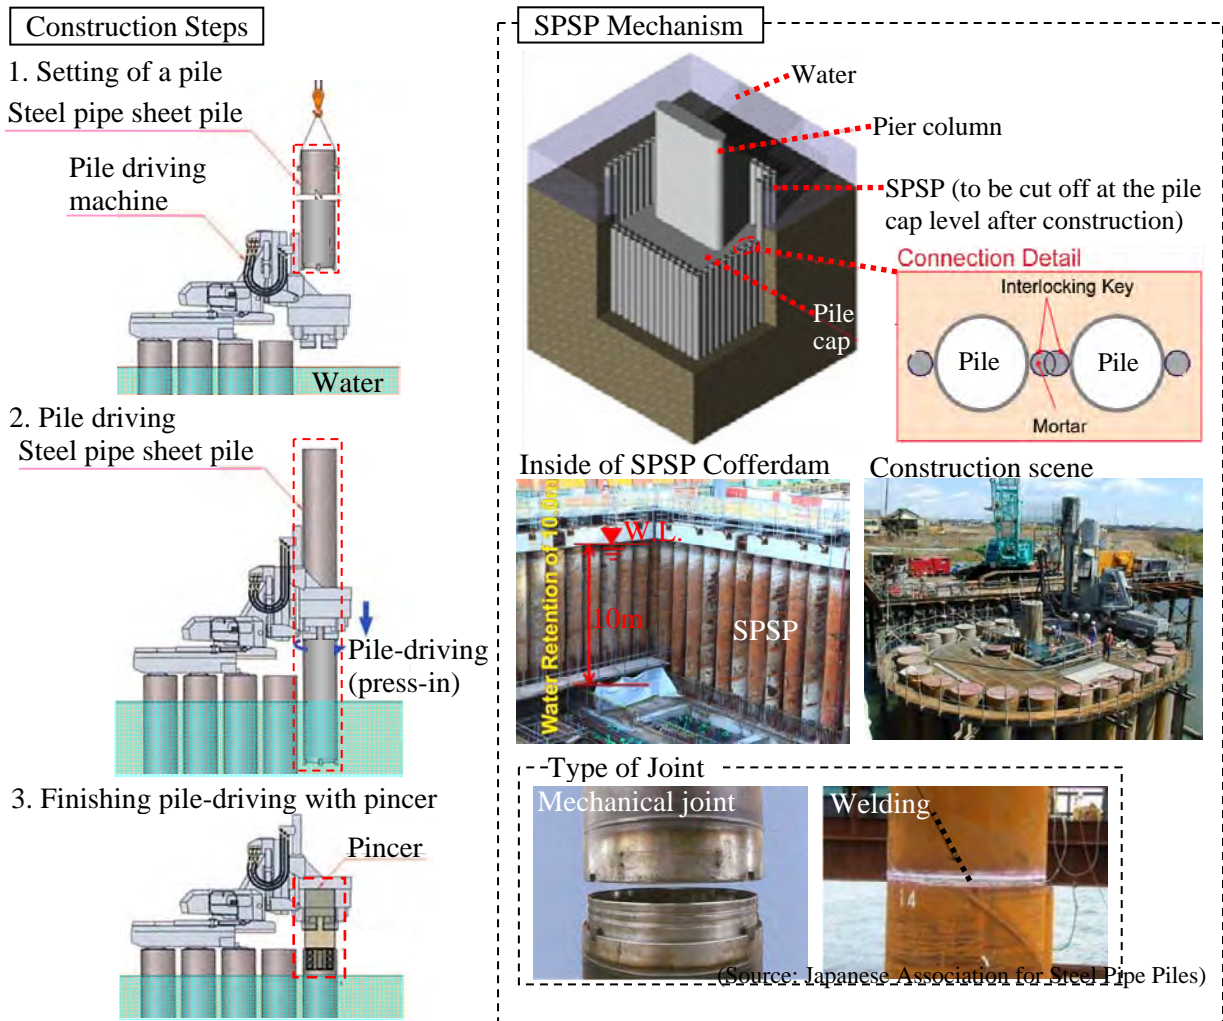 Construction Steps
1. Setting of a pile
Steel pipe sheet pile
Pile driving
machine
Water
2. Pile driving
Steel pipe sheet pile
Pile-driving
(press-in)
3. Finishing pile-driving with pincer
Pincer
SPSP Mechanism
Water
Pier column
SPSP (to be cut off at the pile
cap level after construction)
Pile
cap
Connection Detail
Interlocking Key
Pile
Pile
Mortar
Inside of SPSP Cofferdam
Water Retention of 10.0m
W.L.
10m
SPSP
Construction scene
Type of Joint
Mechanical joint
Welding
14
(Source: Japanese Association for Steel Pipe Piles)